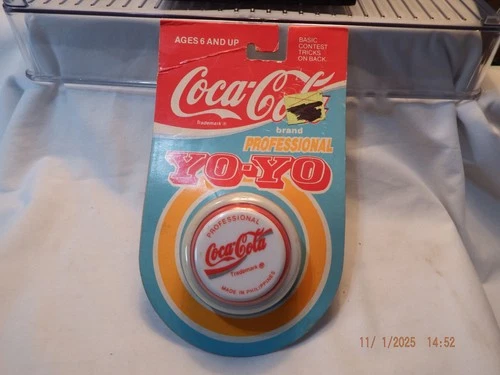 AGES 6 AND UP
BASIC
CONTEST
TRICKS
ON BACK.
Coca-Cola
Trademark ®
brand
PROFESSIONAL
YO-YO
PROFESSIONAL
Coca-Cola
Trademark ®
MADE IN PHILIPPINES
11/ 1/2025 14:52